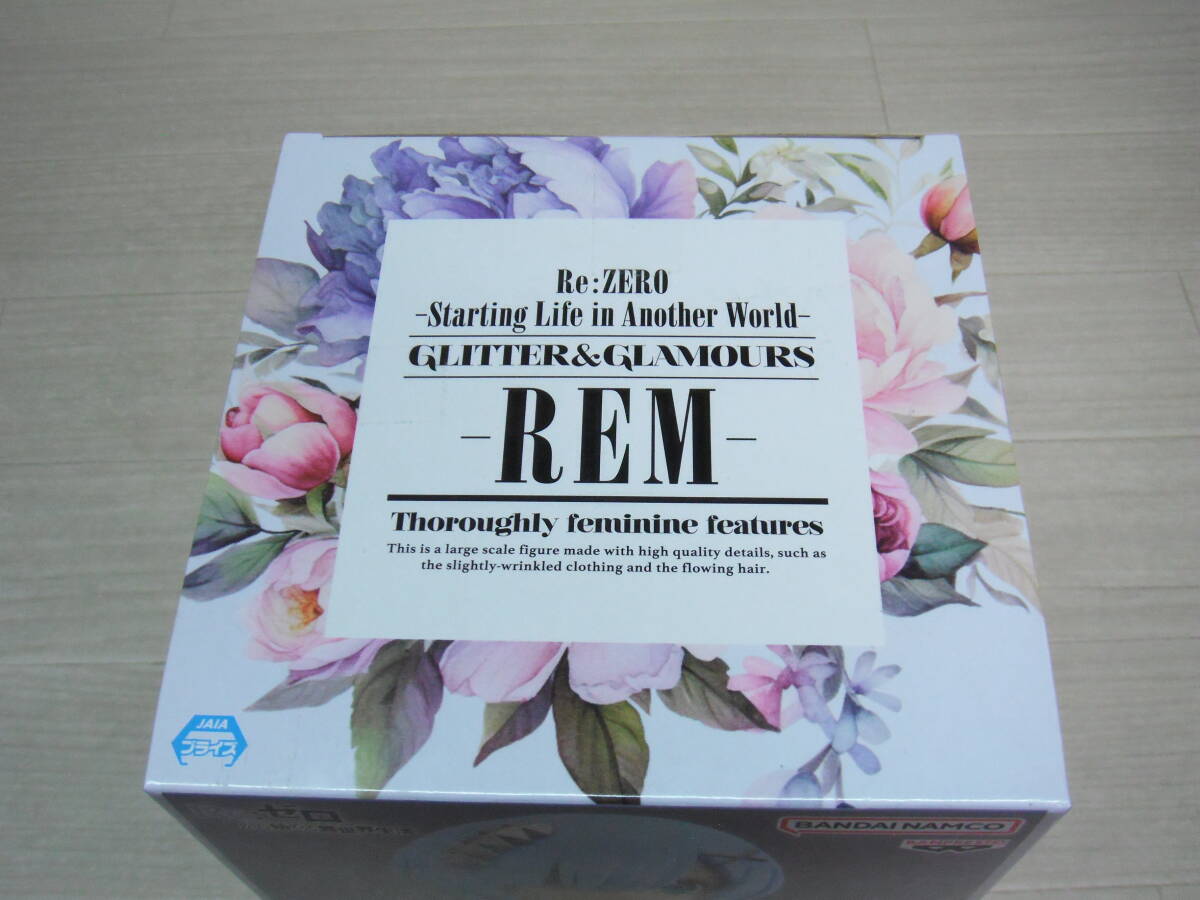 Re:ZERO
-Starting Life in Another World-
GLITTER&GLAMOURS
-REM-
Thoroughly feminine features
This is a large scale figure made with high quality details, such as
the slightly-wrinkled clothing and the flowing hair.
JAIA
プライズ
ゼロ
BANDAI NAMCO
BANPRESTO